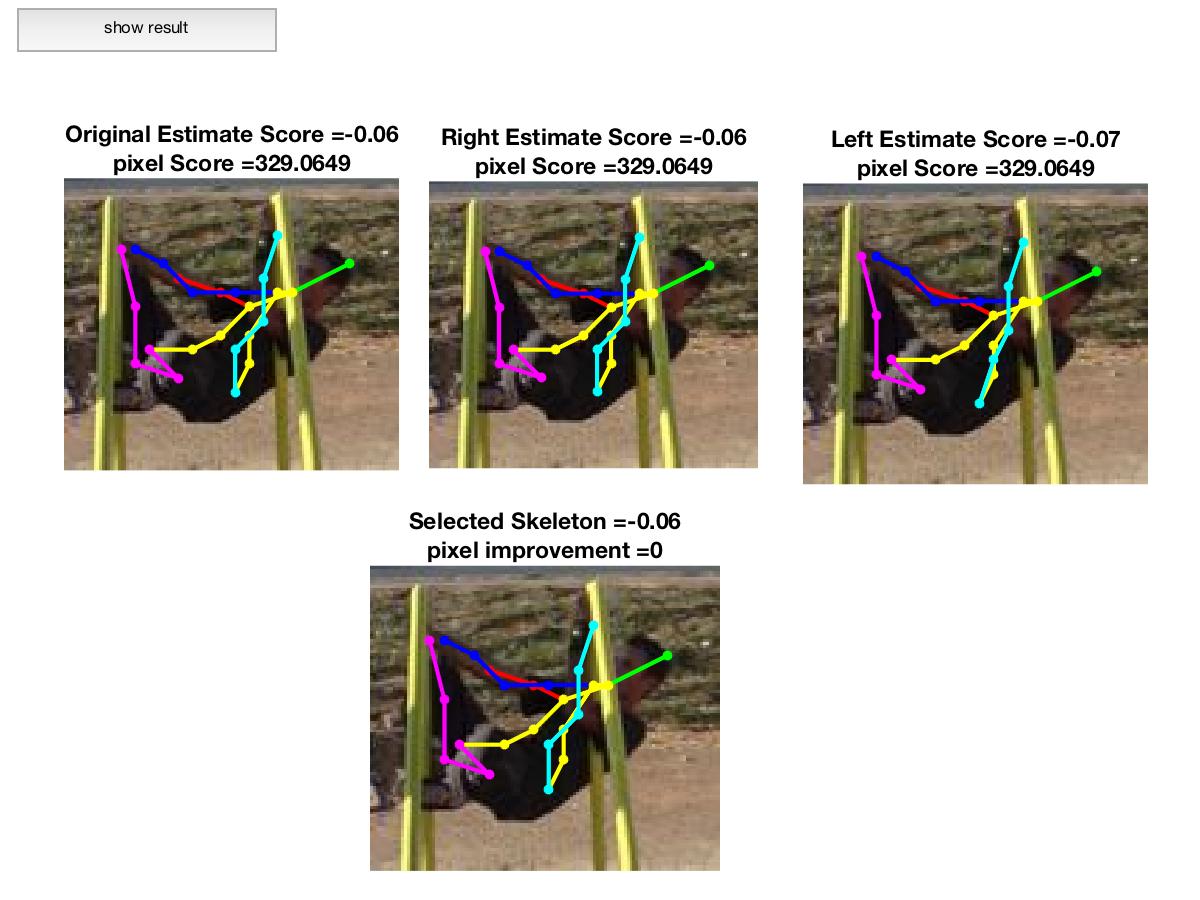 show result
Original Estimate Score =-0.06
pixel Score =329.0649
Right Estimate Score =-0.06
pixel Score =329.0649
Left Estimate Score =-0.07
pixel Score =329.0649
Selected Skeleton =-0.06
pixel improvement =0